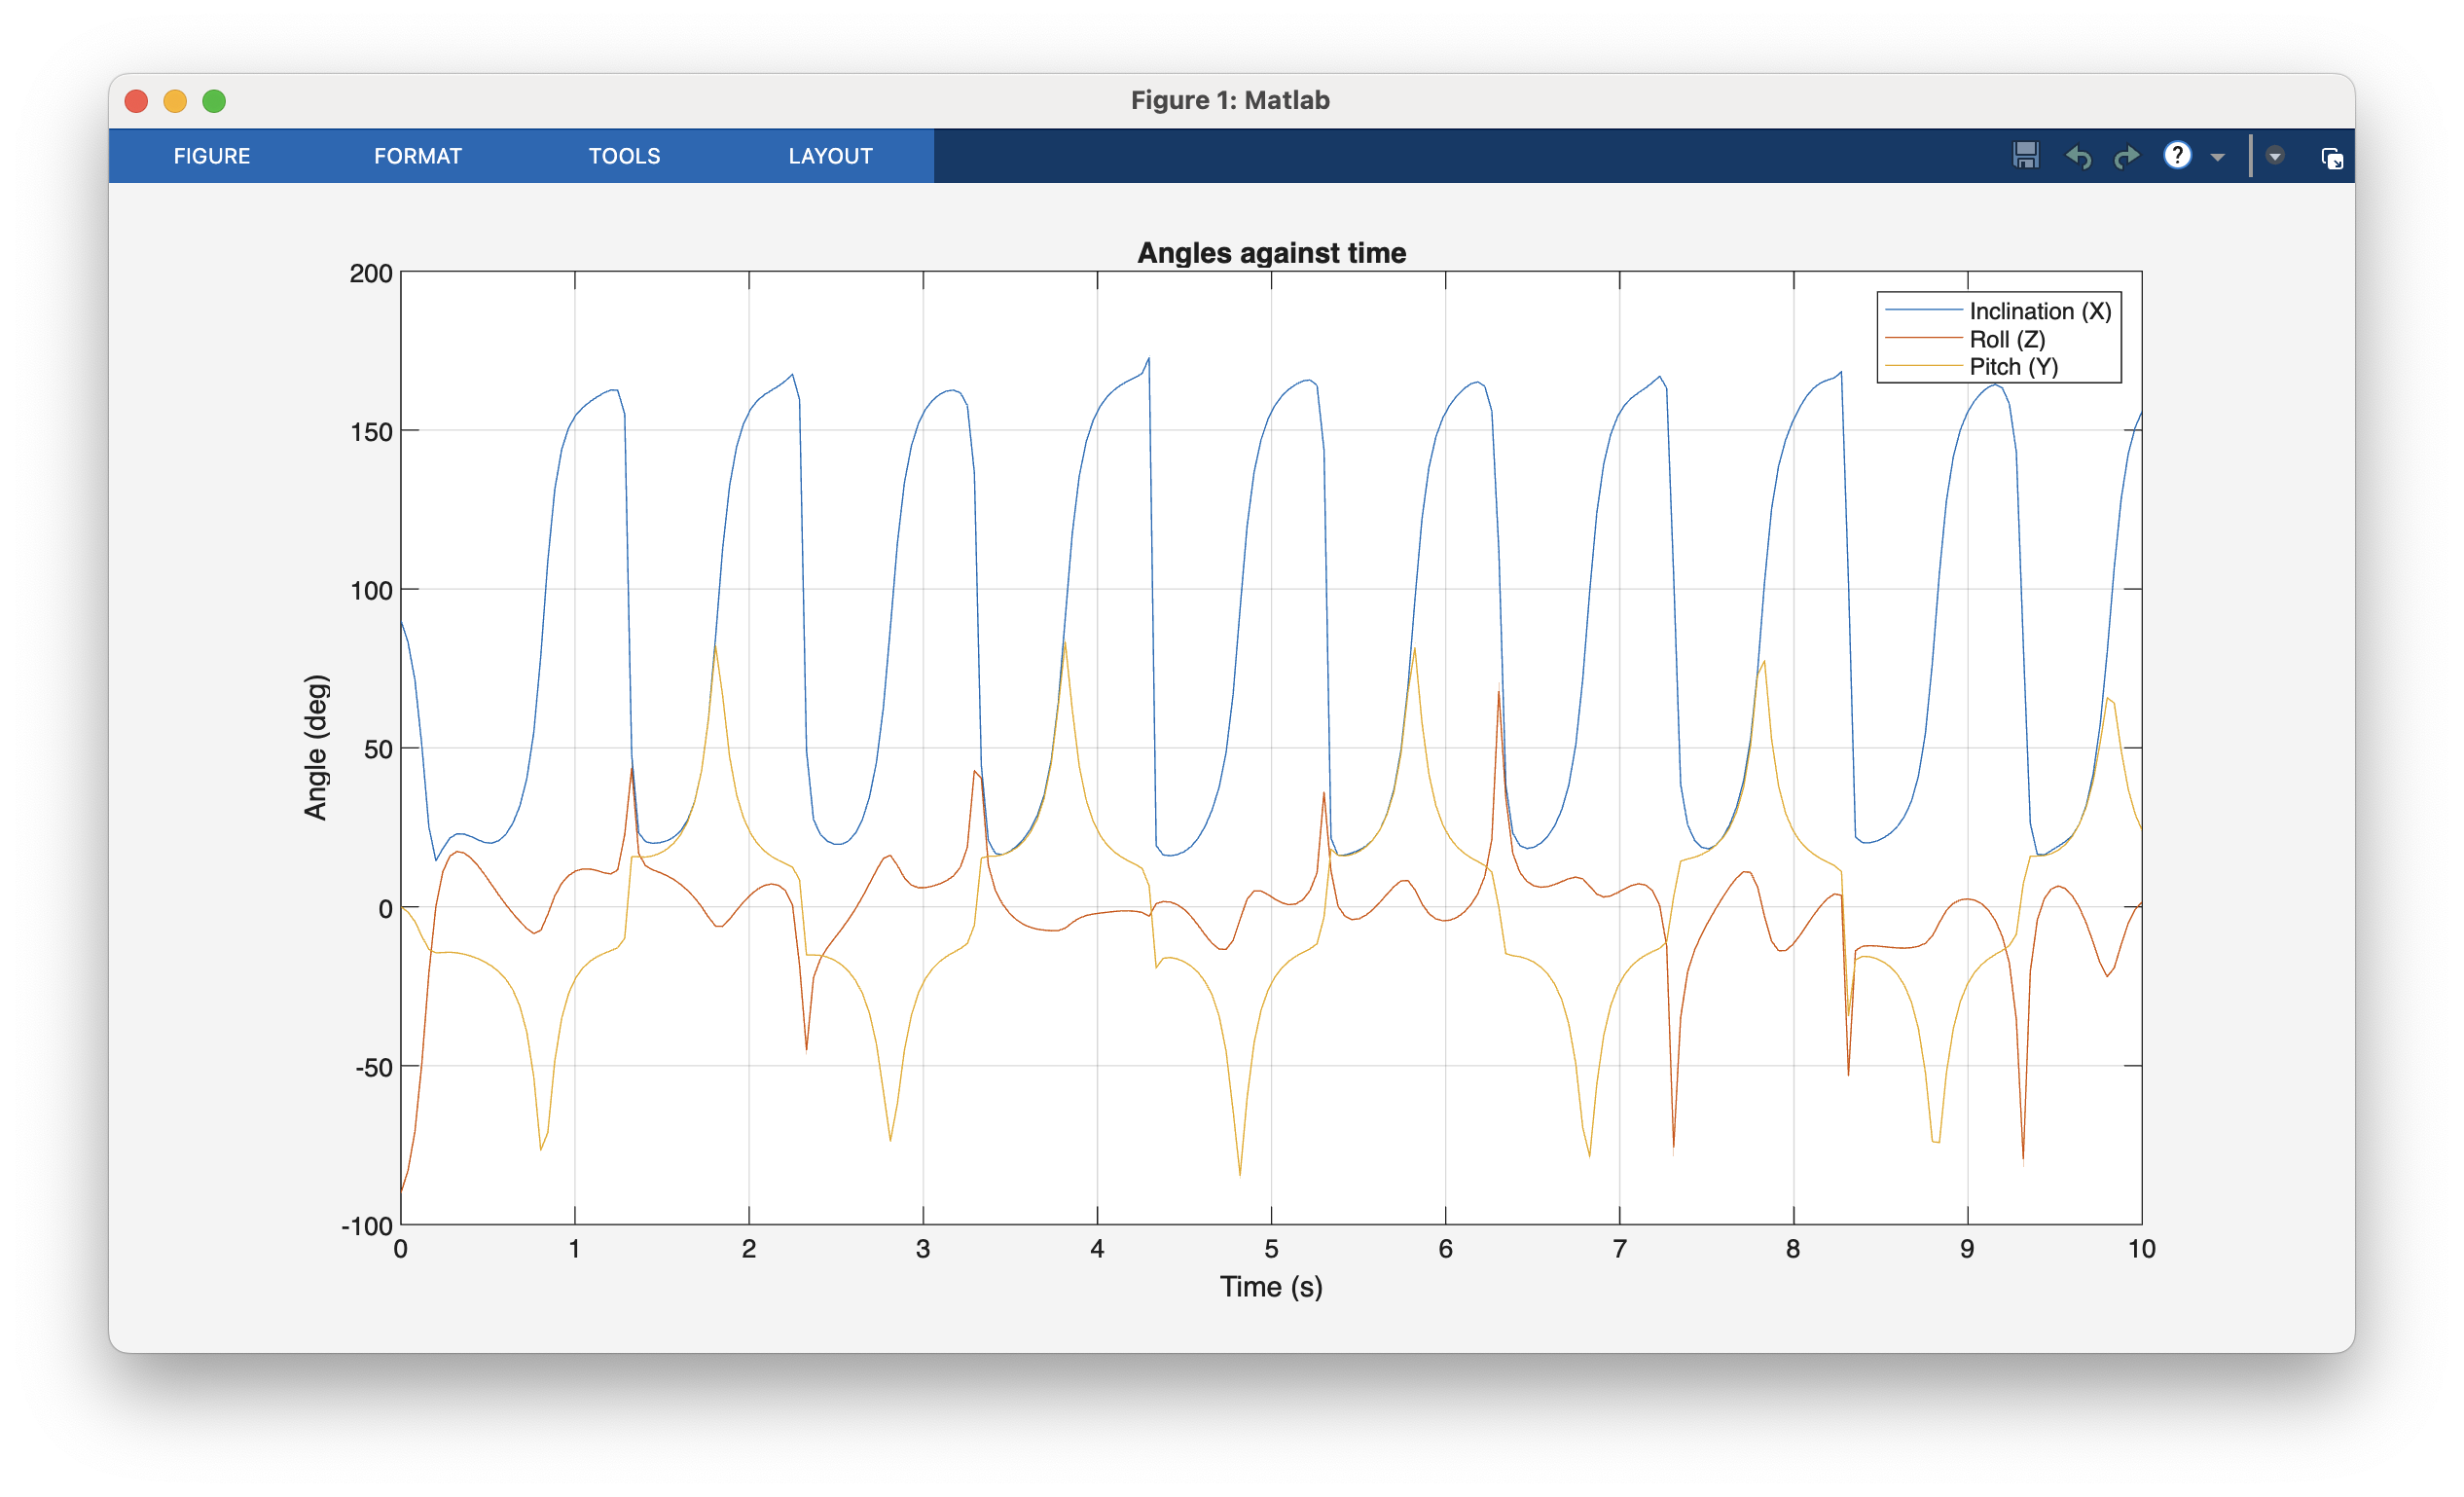 Figure 1: Matlab
FIGURE FORMAT TOOLS LAYOUT
?
Angles against time
Inclination (X)
Roll (Z)
Pitch (Y)
200
150
100
50
0
-50
-100
Angle (deg)
0 1 2 3 4 5 6 7 8 9 10
Time (s)